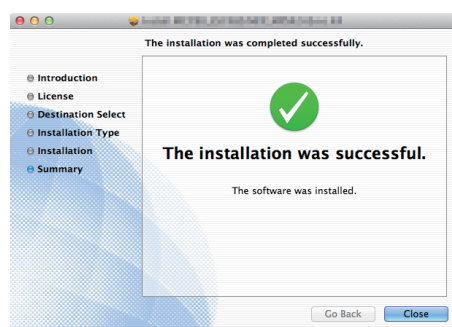 The installation was completed successfully.
Introduction
License
Destination Select
Installation Type
Installation
Summary
The installation was successful.
The software was installed.
Go Back
Close